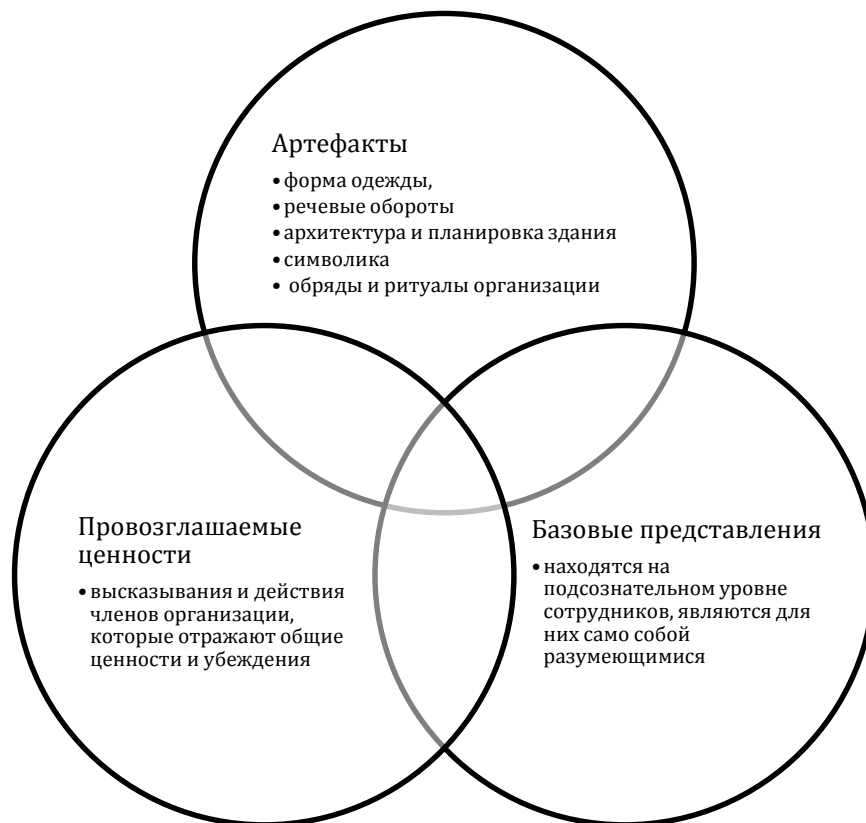 Артефакты
• форма одежды,
• речевые обороты
• архитектура и планировка здания
• символика
• обряды и ритуалы организации
Провозглашаемые
ценности
• высказывания и действия
членов организации,
которые отражают общие
ценности и убеждения
Базовые представления
• находятся на
подсознательном уровне
сотрудников, являются для
них само собой
разумеющимися